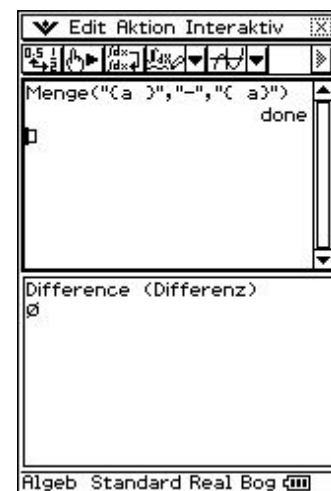 Edit Aktion Interaktiv
Menge("{a }","-","{ a}")
done
Difference (Differenz)
Ø
Algeb Standard Real Bog